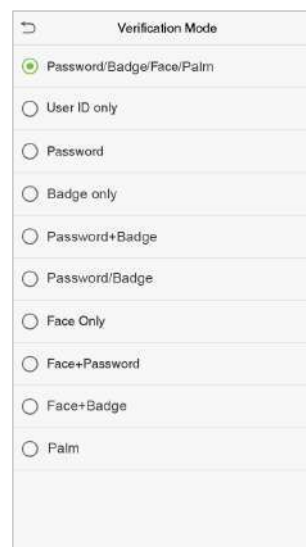 Verification Mode
Password/Badge/Face/Palm
User ID only
Password
Badge only
Password+Badge
Password/Badge
Face Only
Face+Password
Face+Badge
Palm